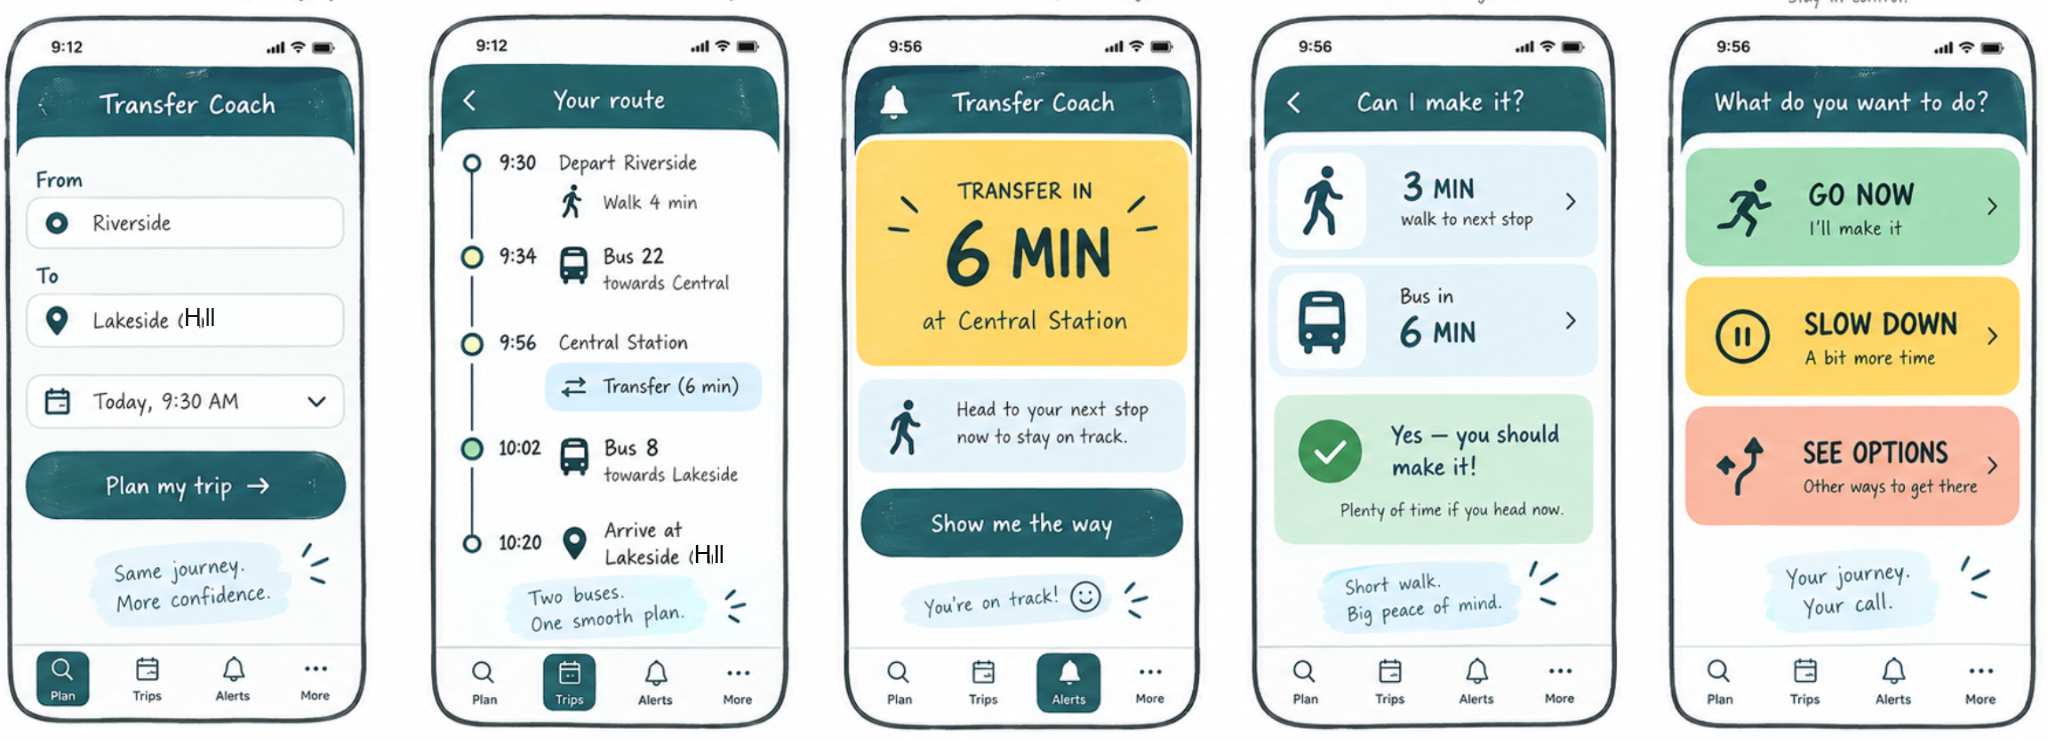 Stay in control.
9:12
Transfer Coach
From
Riverside
To
Lakeside (Hill
Today, 9:30 AM
Plan my trip
Same journey.
More confidence.
Plan
Trips
Alerts
More
9:12
Your route
9:30 Depart Riverside
Walk 4 min
9:34 Bus 22
towards Central
9:56 Central Station
Transfer (6 min)
10:02 Bus 8
towards Lakeside
10:20 Arrive at
Lakeside (Hill
Two buses.
One smooth plan.
Plan
Trips
Alerts
More
9:56
Transfer Coach
TRANSFER IN
6 MIN
at Central Station
Head to your next stop
now to stay on track.
Show me the way
You're on track!
Plan
Trips
Alerts
More
9:56
Can I make it?
3 MIN
walk to next stop
Bus in
6 MIN
Yes — you should
make it!
Plenty of time if you head now.
Short walk.
Big peace of mind.
Plan
Trips
Alerts
More
9:56
What do you want to do?
GO NOW
I'll make it
SLOW DOWN
A bit more time
SEE OPTIONS
Other ways to get there
Your journey.
Your call.
Plan
Trips
Alerts
More